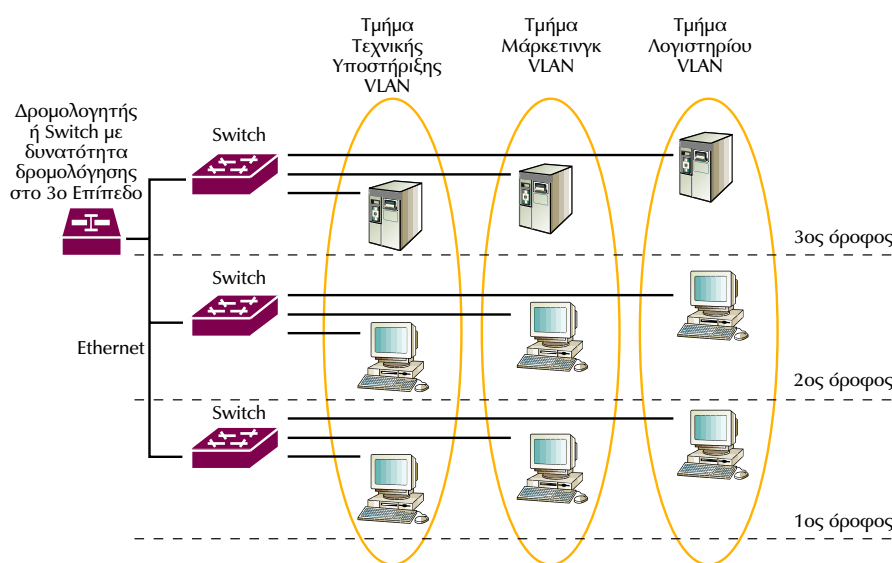 Τμήμα
Τεχνικής
Υποστήριξης
VLAN
Τμήμα
Μάρκετινγκ
VLAN
Τμήμα
Λογιστηρίου
VLAN
Δρομολογητής
ή Switch με
δυνατότητα
δρομολόγησης
στο 3ο Επίπεδο
Switch
3ος όροφος
Switch
Ethernet
2ος όροφος
Switch
1ος όροφος